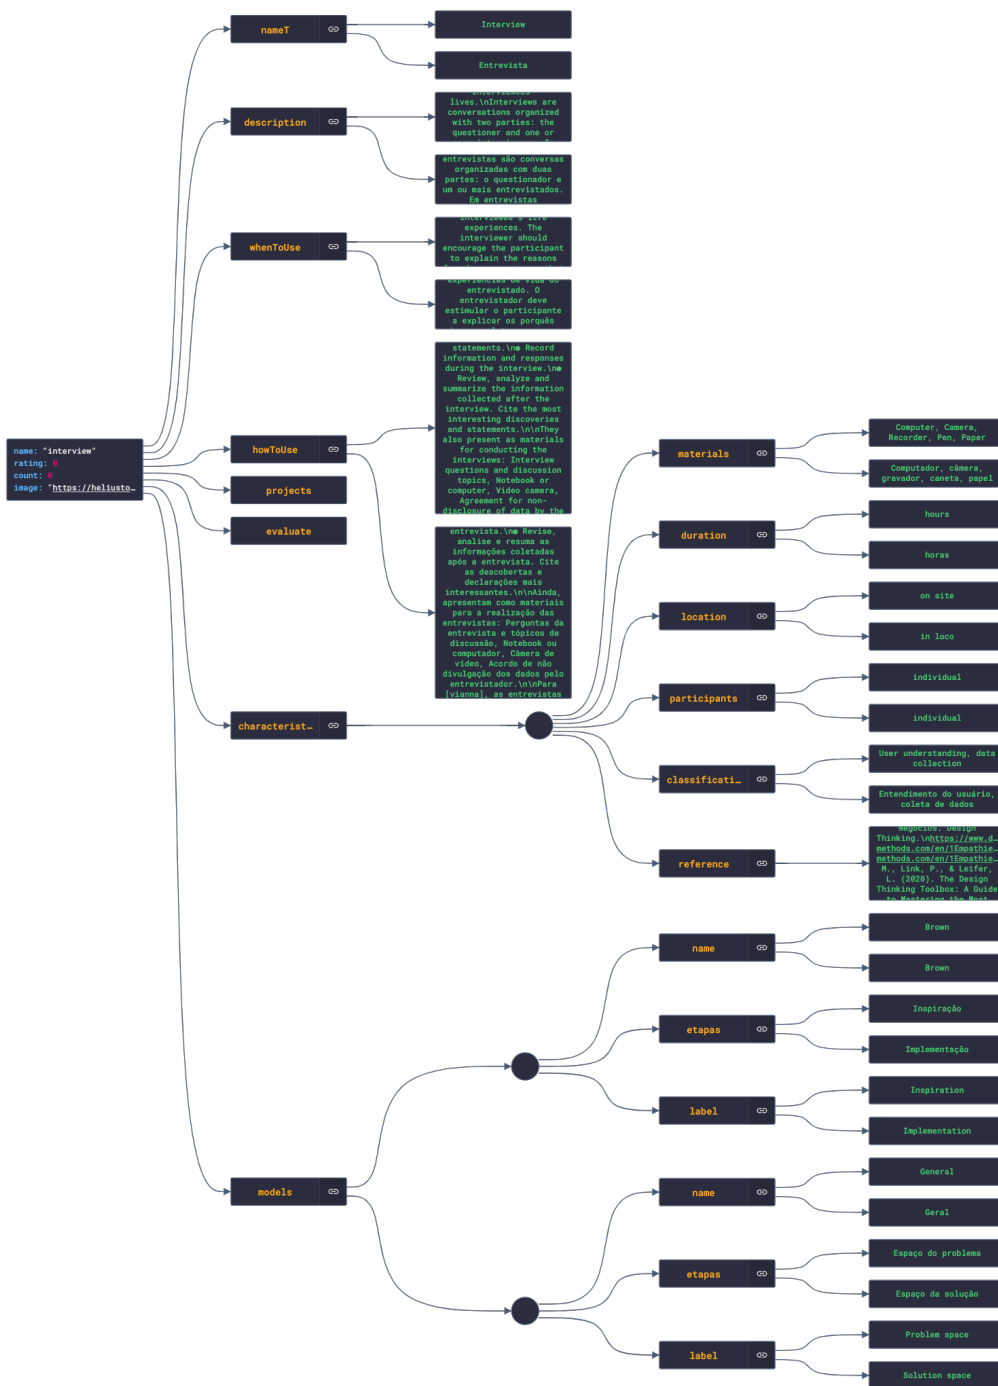 name: "interview"
rating: 0
count: 0
image: "https://heliusto…
nameT
Interview
Entrevista
description
lives.\nInterviews are
conversations organized
with two parties: the
questioner and one or
entrevistas são conversas
organizadas com duas
partes: o questionador e
um ou mais entrevistados.
Em entrevistas
whenToUse
experiences. The
interviewer should
encourage the participant
to explain the reasons
experiências de vida do
entrevistado. O
entrevistador deve
estimular o participante
a explicar os porquês
howToUse
statements.\n● Record
information and responses
during the interview.\n●
Review, analyze and
summarize the information
collected after the
interview. Cite the most
interesting discoveries
and statements.\n\nThey
also present as materials
for conducting the
interviews: Interview
questions and discussion
topics, Notebook or
computer, Video camera,
Agreement for non-
disclosure of data by the
entrevista.\n● Revise,
analise e resuma as
informações coletadas
após a entrevista. Cite
as descobertas e
declarações mais
interessantes.\n\nAinda,
apresentam como materiais
para a realização das
entrevistas: Perguntas da
entrevista e tópicos de
discussão, Notebook ou
computador, Câmera de
vídeo, Acordo de não
divulgação dos dados pelo
entrevistador.\n\nPara
[vianna], as entrevistas
projects
evaluate
characterist…
materials
Computer, Camera,
Recorder, Pen, Paper
Computador, câmera,
gravador, caneta, papel
duration
hours
horas
location
on site
in loco
participants
individual
individual
classificati…
User understanding, data
collection
Entendimento do usuário,
coleta de dados
reference
Negócios. Design
Thinking.\nhttps://www.d…
methods.com/en/1Empathie…
methods.com/en/1Empathie…
M., Link, P., & Leifer,
L. (2020). The Design
Thinking Toolbox: A Guide
to Mastering the Most
models
name
Brown
Brown
etapas
Inspiração
Implementação
label
Inspiration
Implementation
name
General
Geral
etapas
Espaço do problema
Espaço da solução
label
Problem space
Solution space